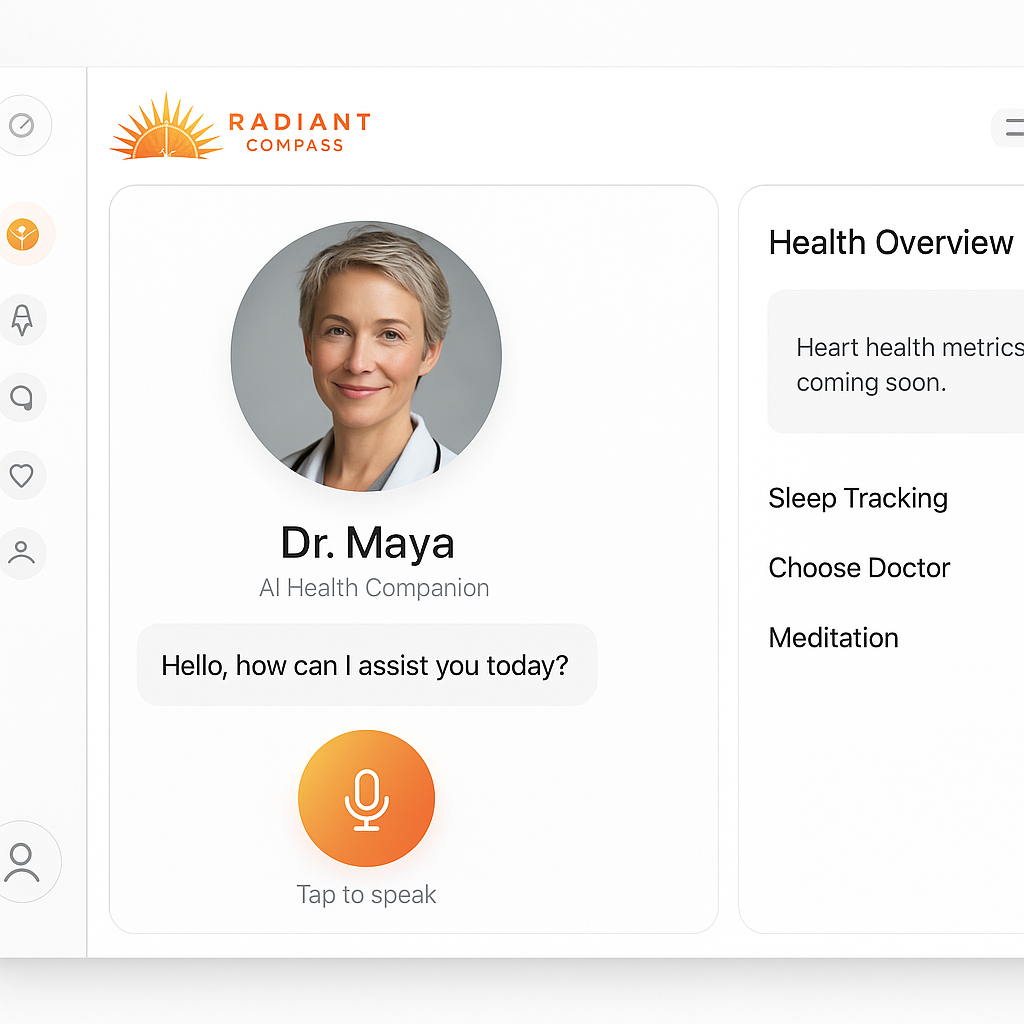 RADIANT
COMPASS
Dr. Maya
AI Health Companion
Hello, how can I assist you today?
Tap to speak
Health Overview
Heart health metrics
coming soon.
Sleep Tracking
Choose Doctor
Meditation